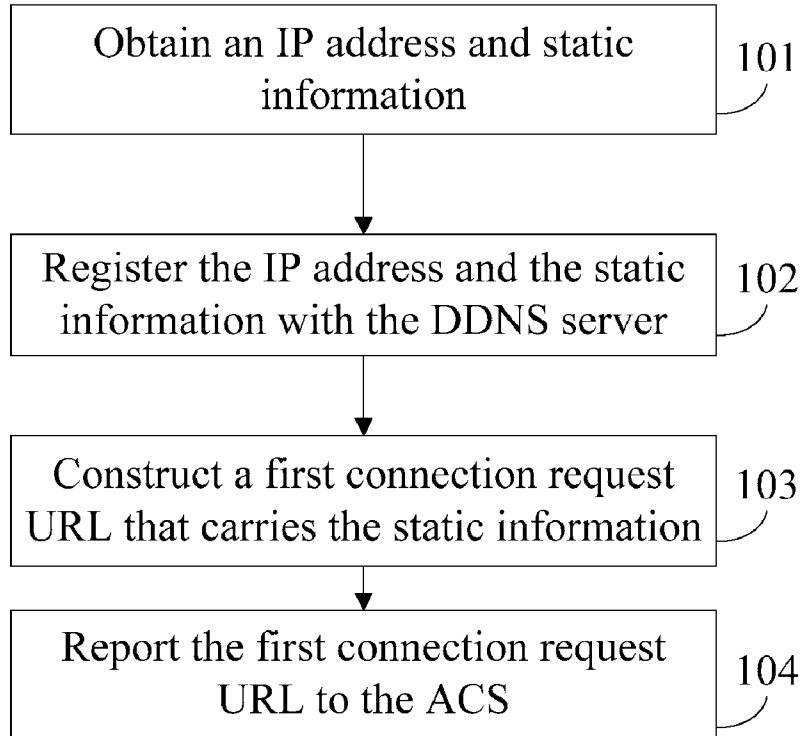 Obtain an IP address and static
information
101
Register the IP address and the static
information with the DDNS server
102
Construct a first connection request
URL that carries the static information
103
Report the first connection request
URL to the ACS
104